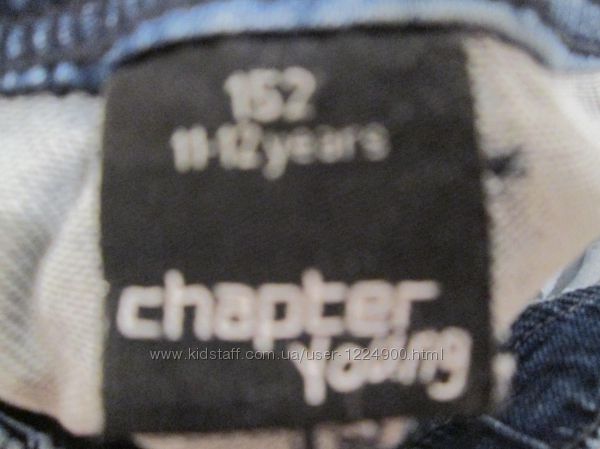 152
11-12 years
chapter
young
www.kidstaff.com.ua/user-1224900.html